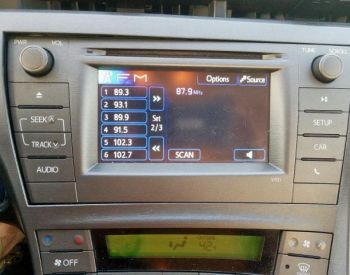 PWR VOL
TUNE SCROLL
FM Options Source
1 89.3
87.9 MHz
2 93.1
3 89.9
Set
2/3
4 91.5
5 102.3
6 102.7
SCAN
SEEK
TRACK
AUDIO
SETUP
CAR
OFF